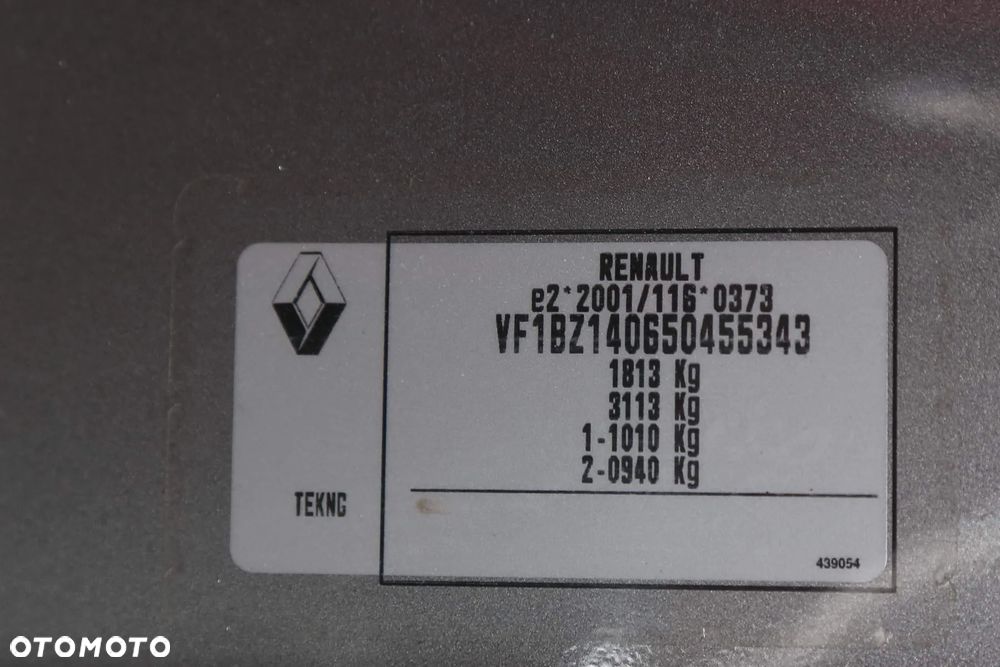 RENAULT
e2*2001/116*0373
VF1BZ140650455343
1813 Kg
3113 Kg
1-1010 Kg
2-0940 Kg
TEKNG
439054
OTOMOTO